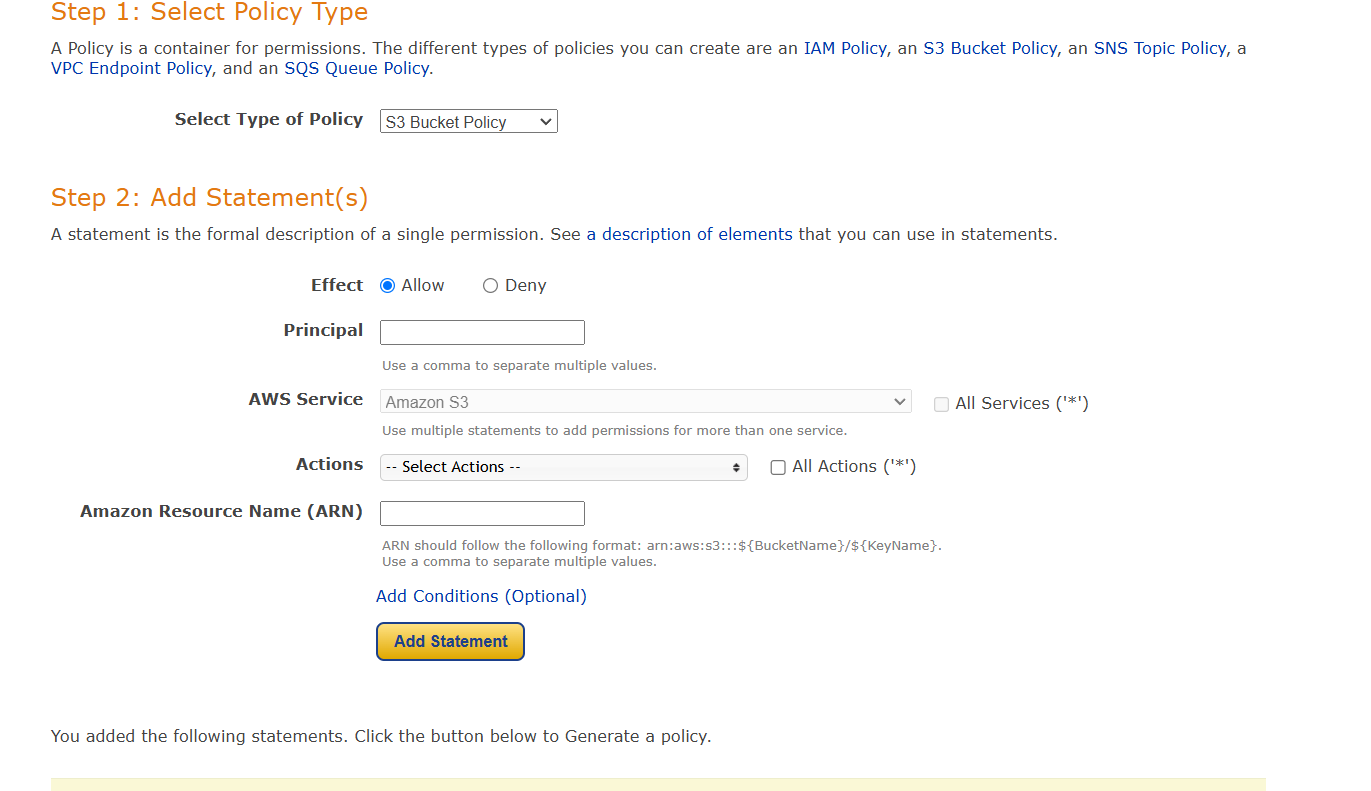 Step 1: Select Policy Type
A Policy is a container for permissions. The different types of policies you can create are an IAM Policy, an S3 Bucket Policy, an SNS Topic Policy, a
VPC Endpoint Policy, and an SQS Queue Policy.
Select Type of Policy S3 Bucket Policy
Step 2: Add Statement(s)
A statement is the formal description of a single permission. See a description of elements that you can use in statements.
Effect Allow Deny
Principal
Use a comma to separate multiple values.
AWS Service Amazon S3 All Services ('*')
Use multiple statements to add permissions for more than one service.
Actions -- Select Actions -- All Actions ('*')
Amazon Resource Name (ARN)
ARN should follow the following format: arn:aws:s3:::${BucketName}/${KeyName}.
Use a comma to separate multiple values.
Add Conditions (Optional)
Add Statement
You added the following statements. Click the button below to Generate a policy.